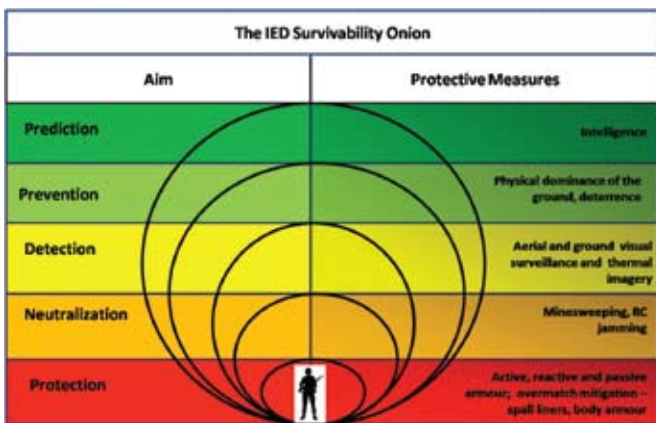 The IED Survivability Onion
Aim
Protective Measures
Prediction
Intelligence
Prevention
Physical dominance of the
ground, deterrence
Detection
Aerial and ground visual
surveillance and thermal
imagery
Neutralization
Minesweeping, RC
jamming
Protection
Active, reactive and passive
armour; overmatch mitigation –
spall liners, body armour